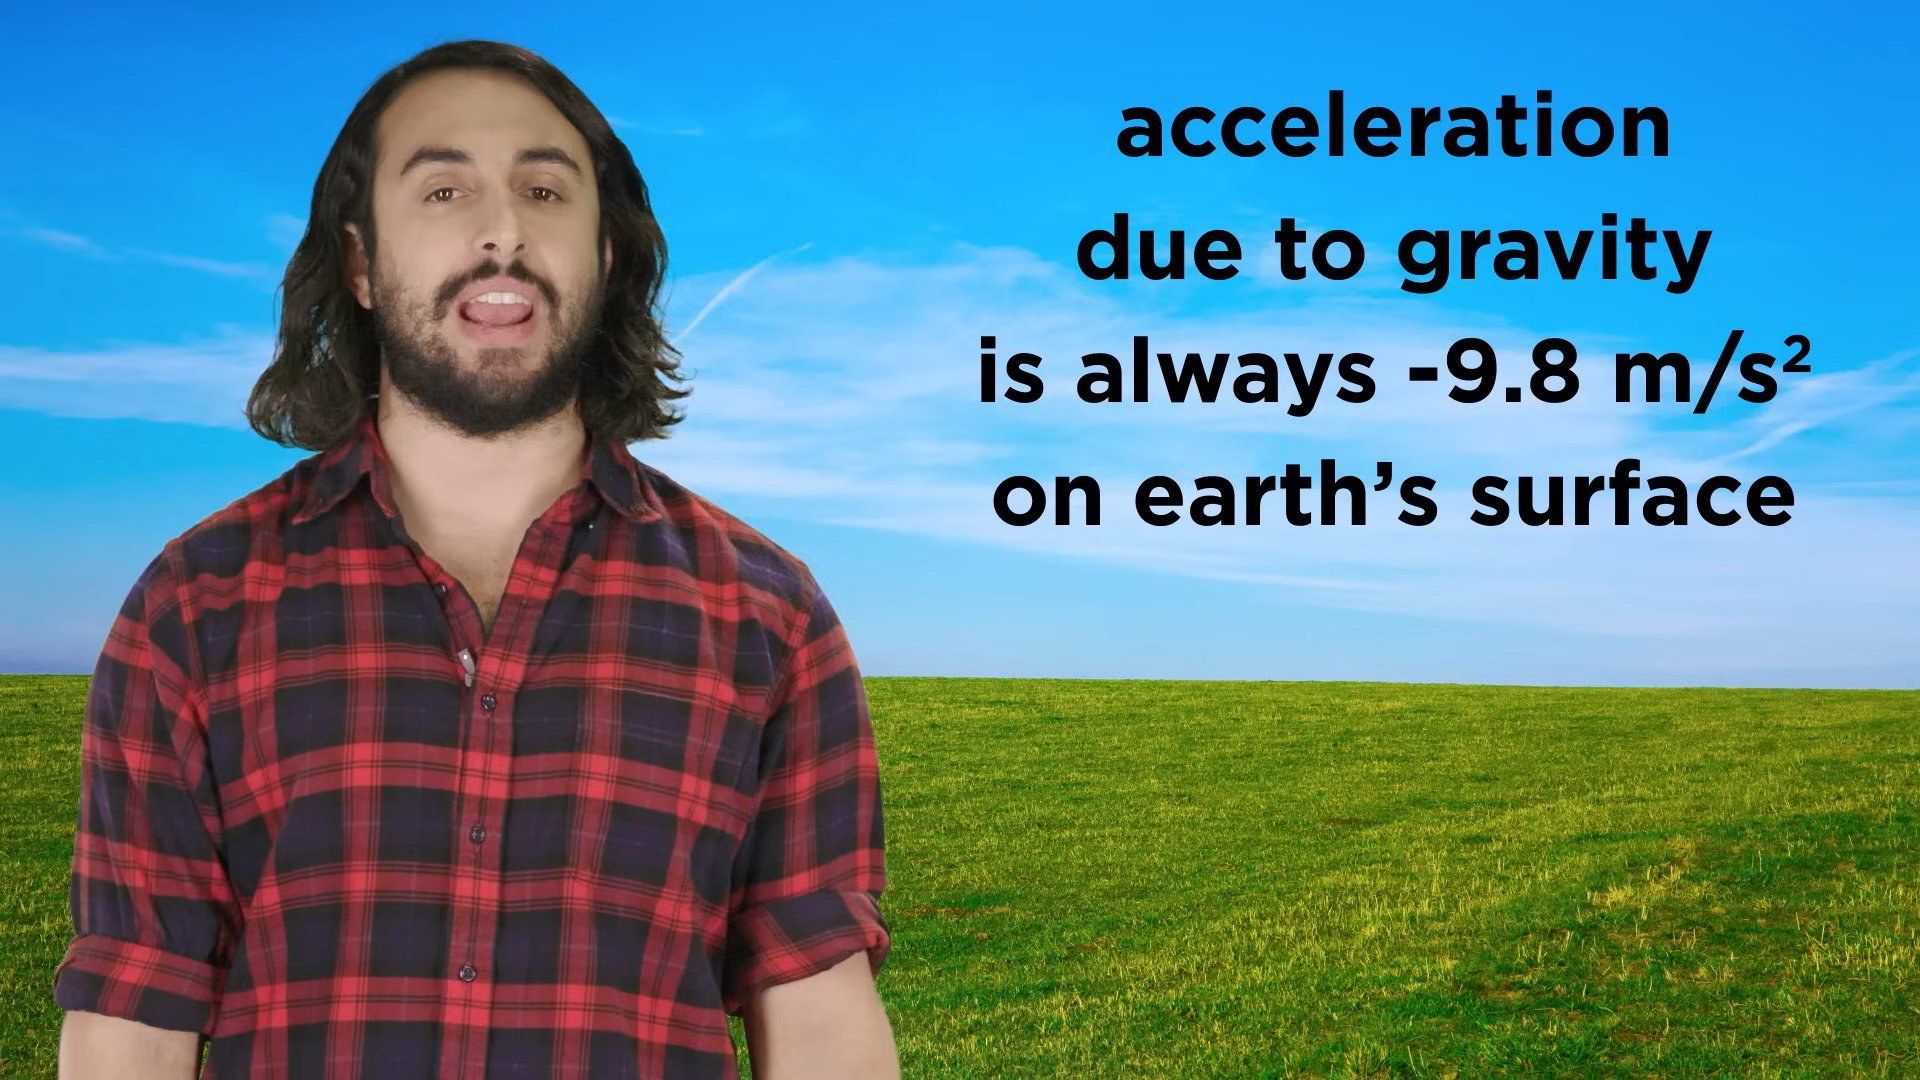 acceleration
due to gravity
is always -9.8 m/s²
on earth’s surface